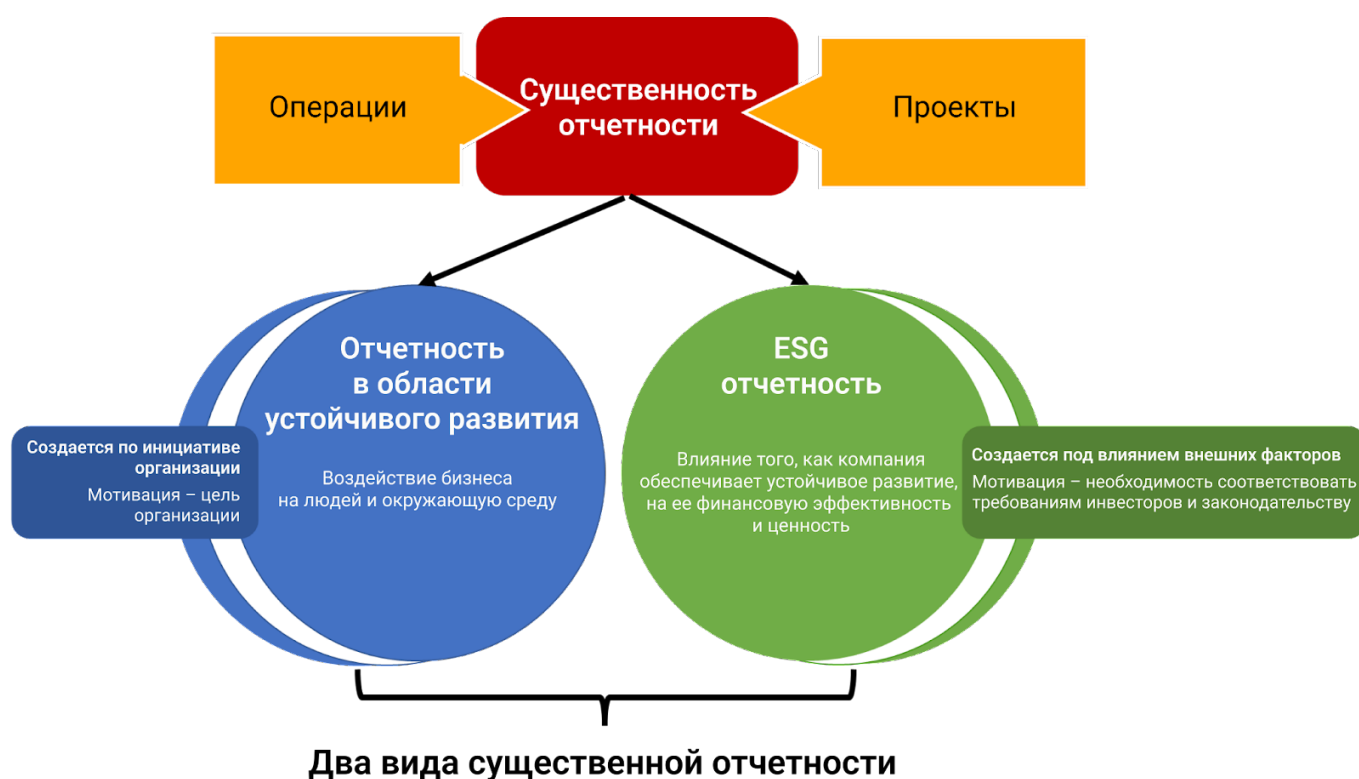 Операции
Существенность
отчетности
Проекты
Отчетность
в области
устойчивого развития
Воздействие бизнеса
на людей и окружающую среду
Создается по инициативе
организации
Мотивация – цель
организации
ESG
отчетность
Влияние того, как компания
обеспечивает устойчивое развитие,
на ее финансовую эффективность
и ценность
Создается под влиянием внешних факторов
Мотивация – необходимость соответствовать
требованиям инвесторов и законодательству
Два вида существенной отчетности